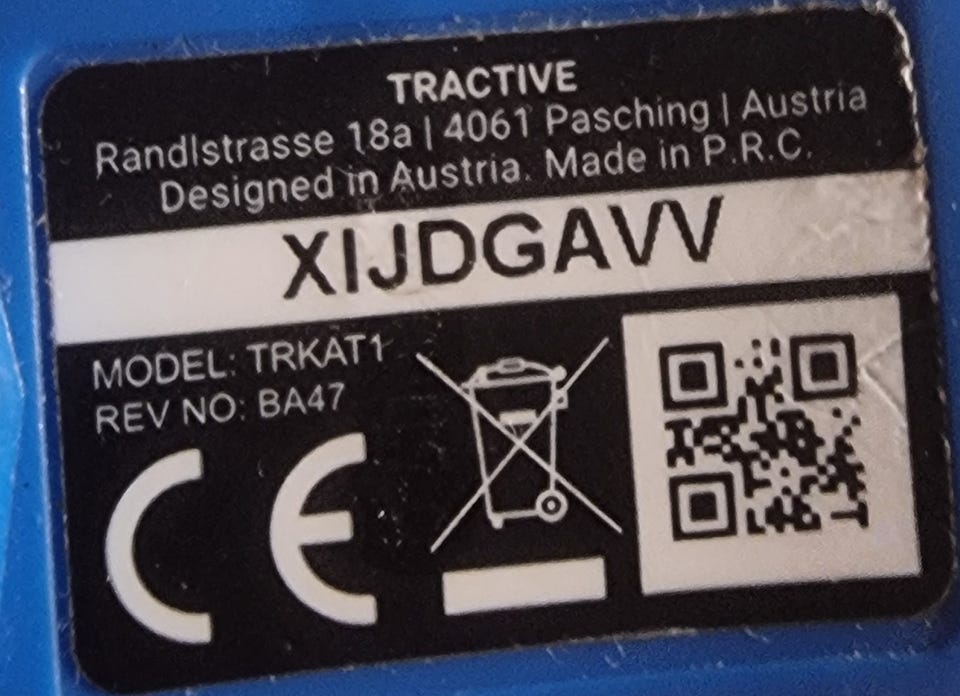 TRACTIVE
Randlstrasse 18a | 4061 Pasching | Austria
Designed in Austria. Made in P.R.C.
XIJDGAVV
MODEL: TRKAT1
REV NO: BA47
CE